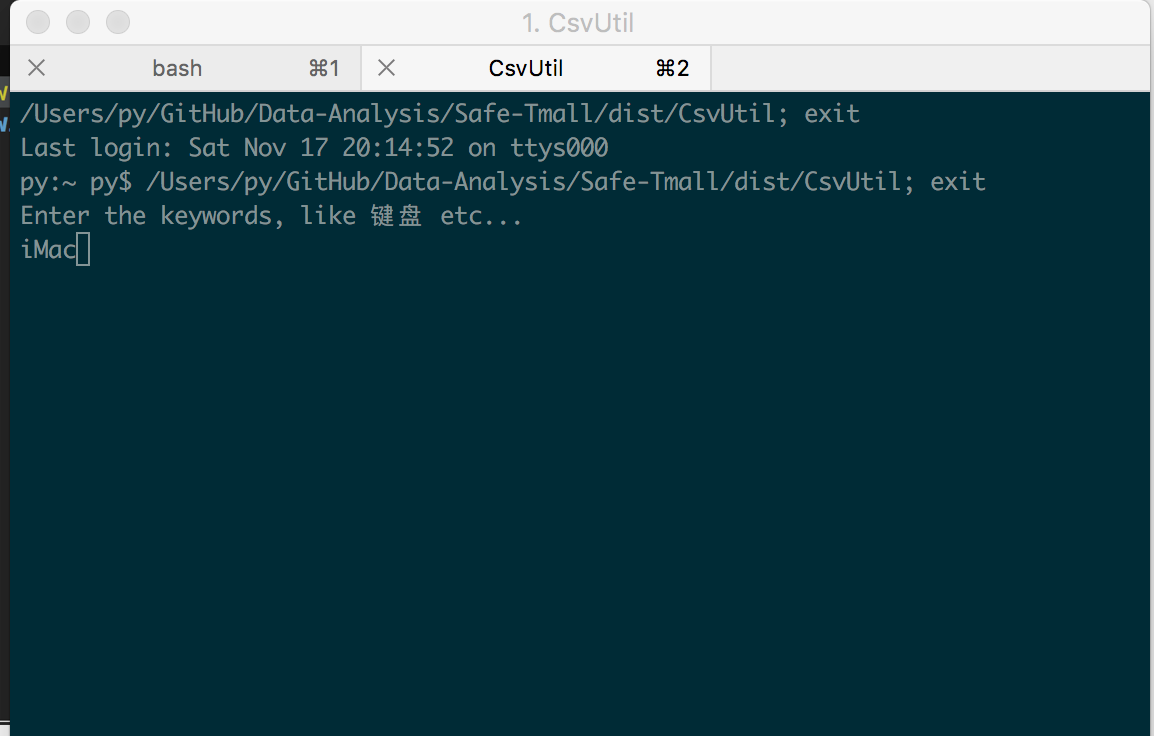 1. CsvUtil
bash ⌘1 CsvUtil ⌘2
/Users/py/GitHub/Data-Analysis/Safe-Tmall/dist/CsvUtil; exit
Last login: Sat Nov 17 20:14:52 on ttys000
py:~ py$ /Users/py/GitHub/Data-Analysis/Safe-Tmall/dist/CsvUtil; exit
Enter the keywords, like 键盘 etc...
iMac